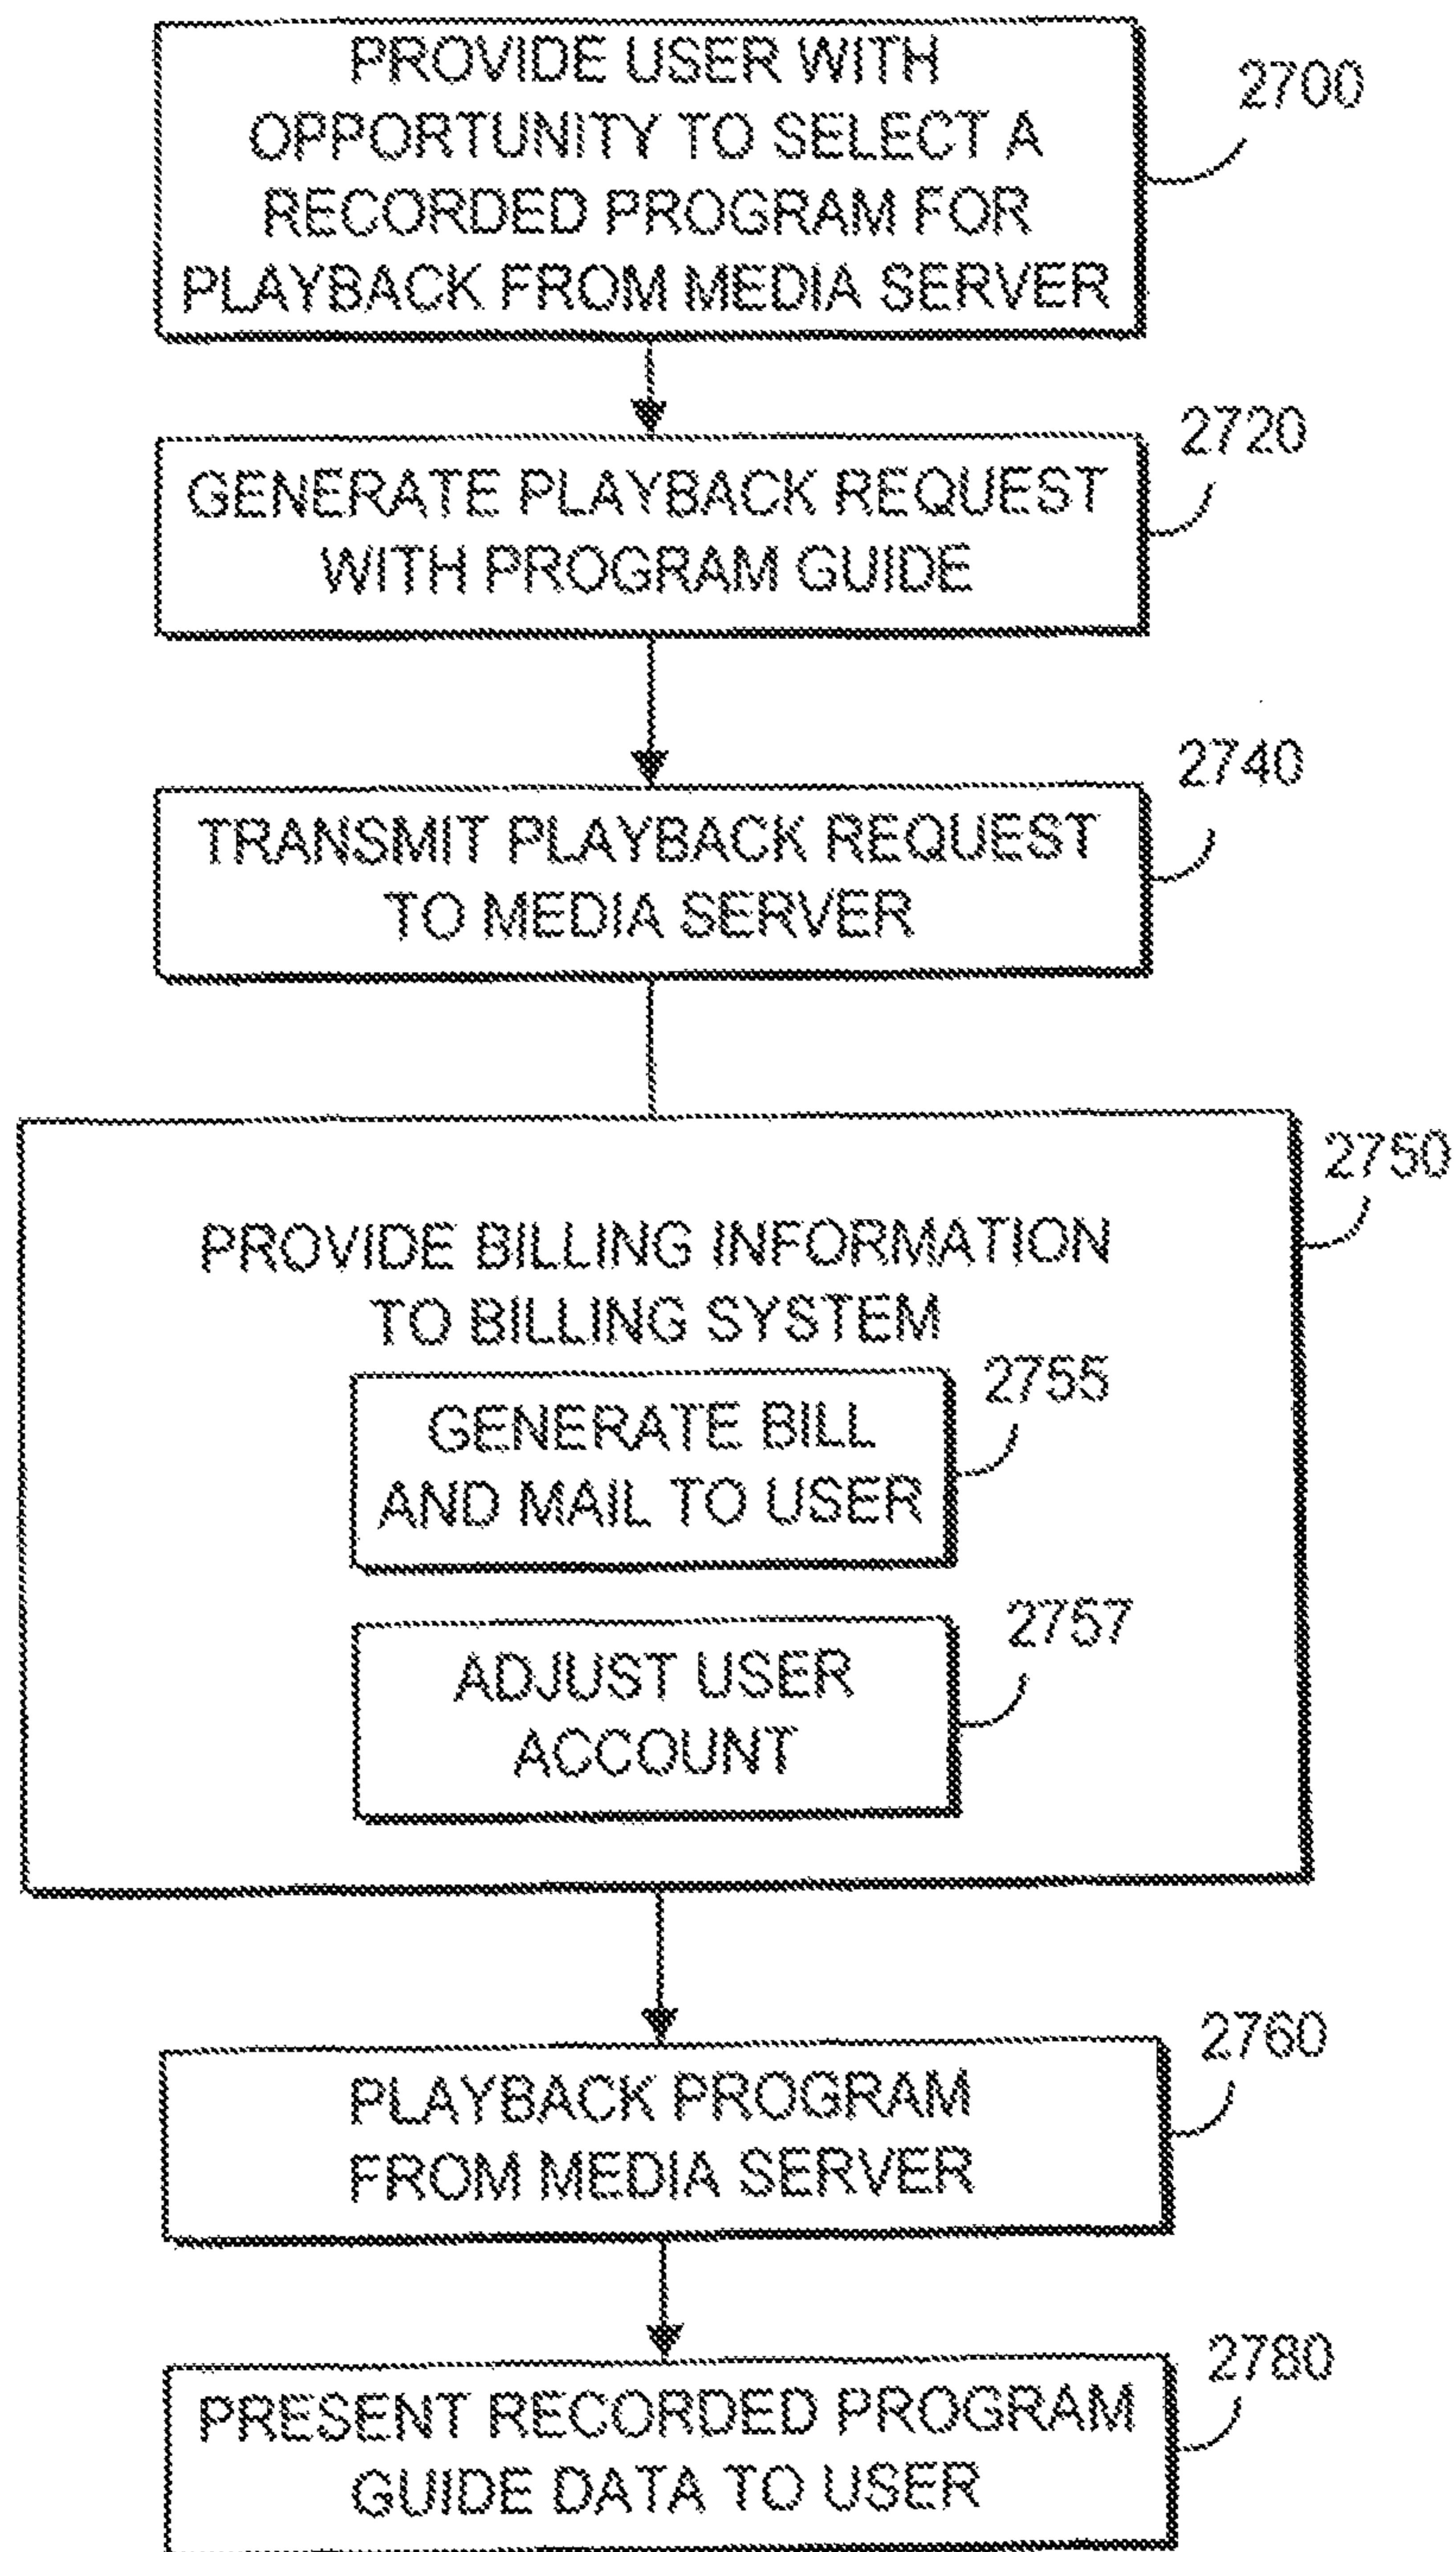 PROVIDE USER WITH
OPPORTUNITY TO SELECT A
RECORDED PROGRAM FOR
PLAYBACK FROM MEDIA SERVER
2700
GENERATE PLAYBACK REQUEST
WITH PROGRAM GUIDE
2720
TRANSMIT PLAYBACK REQUEST
TO MEDIA SERVER
2740
PROVIDE BILLING INFORMATION
TO BILLING SYSTEM
2750
GENERATE BILL
AND MAIL TO USER
2755
ADJUST USER
ACCOUNT
2757
PLAYBACK PROGRAM
FROM MEDIA SERVER
2760
PRESENT RECORDED PROGRAM
GUIDE DATA TO USER
2780